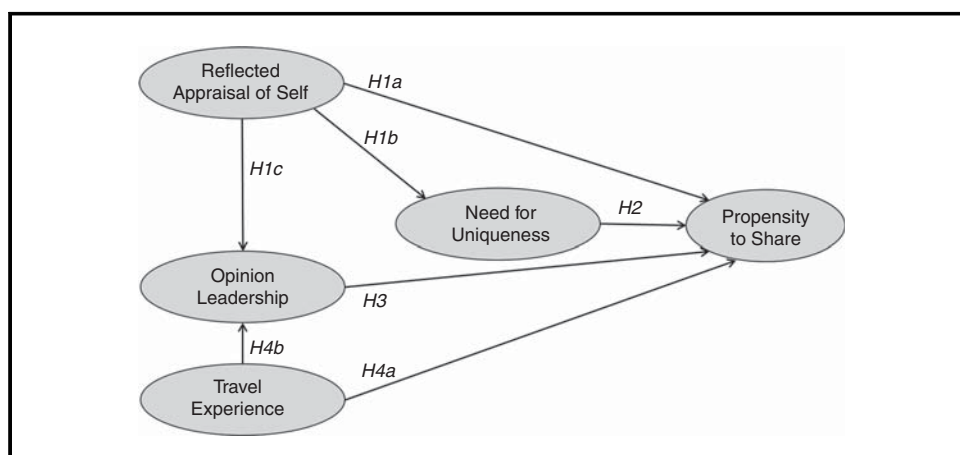 Reflected
Appraisal of Self
H1a
H1b
H1c
Need for
Uniqueness
H2
Propensity
to Share
Opinion
Leadership
H3
H4b
H4a
Travel
Experience